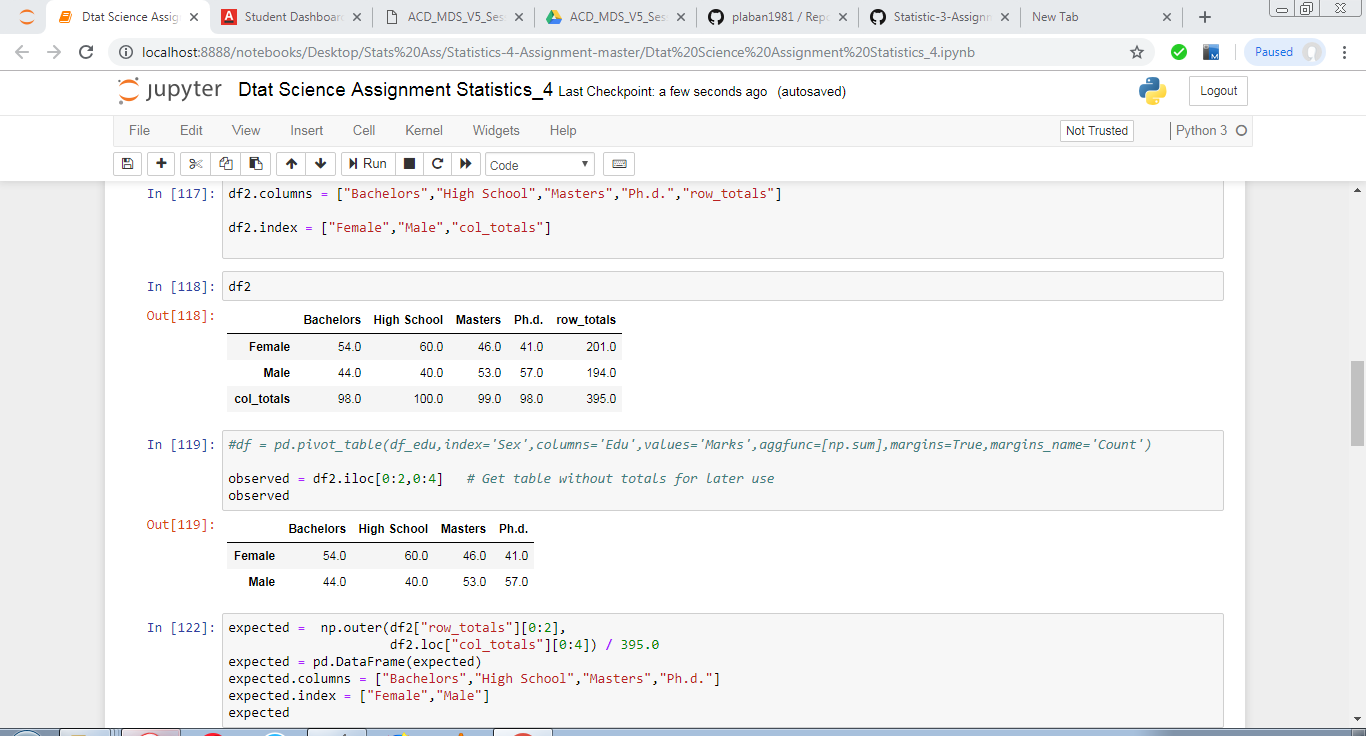 Dtat Science Assig
Student Dashboard
ACD_MDS_V5_Ses
ACD_MDS_V5_Ses
plaban1981 / Repo
Statistic-3-Assignm
New Tab
localhost:8888/notebooks/Desktop/Stats%20Ass/Statistics-4-Assignment-master/Dtat%20Science%20Assignment%20Statistics_4.ipynb
Paused
jupyter Dtat Science Assignment Statistics_4 Last Checkpoint: a few seconds ago (autosaved)
Logout
File Edit View Insert Cell Kernel Widgets Help
Not Trusted
Python 3
Run
Code
In [117]: df2.columns = ["Bachelors","High School","Masters","Ph.d.","row_totals"]
df2.index = ["Female","Male","col_totals"]
In [118]: df2
Out[118]:
Bachelors High School Masters Ph.d. row_totals
Female 54.0 60.0 46.0 41.0 201.0
Male 44.0 40.0 53.0 57.0 194.0
col_totals 98.0 100.0 99.0 98.0 395.0
In [119]: #df = pd.pivot_table(df_edu,index='Sex',columns='Edu',values='Marks',aggfunc=[np.sum],margins=True,margins_name='Count')
observed = df2.iloc[0:2,0:4] # Get table without totals for later use
observed
Out[119]:
Bachelors High School Masters Ph.d.
Female 54.0 60.0 46.0 41.0
Male 44.0 40.0 53.0 57.0
In [122]: expected = np.outer(df2["row_totals"][0:2],
df2.loc["col_totals"][0:4]) / 395.0
expected = pd.DataFrame(expected)
expected.columns = ["Bachelors","High School","Masters","Ph.d."]
expected.index = ["Female","Male"]
expected